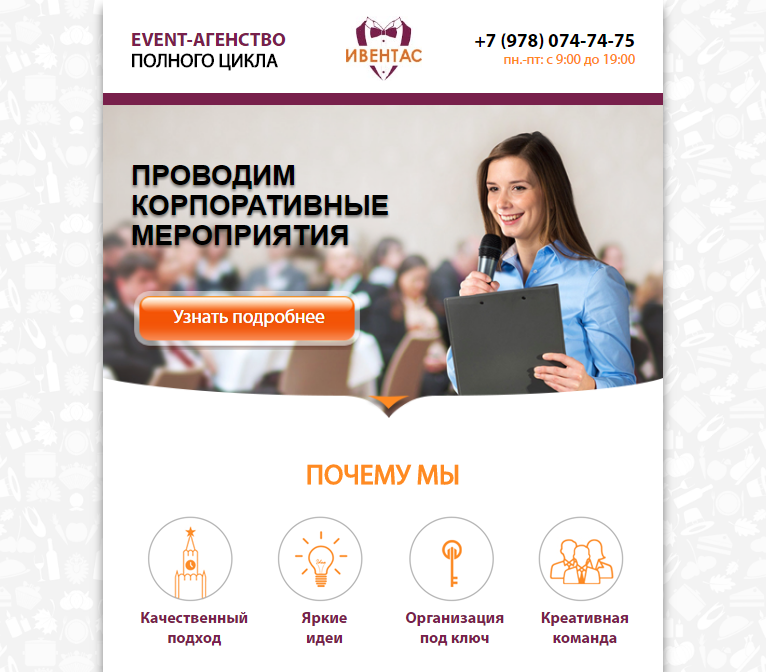 EVENT-АГЕНСТВО
ПОЛНОГО ЦИКЛА
ИВЕНТАС
+7 (978) 074-74-75
пн.-пт: с 9:00 до 19:00
ПРОВОДИМ
КОРПОРАТИВНЫЕ
МЕРОПРИЯТИЯ
Узнать подробнее
ПОЧЕМУ МЫ
Качественный
подход
Яркие
идеи
Организация
под ключ
Креативная
команда